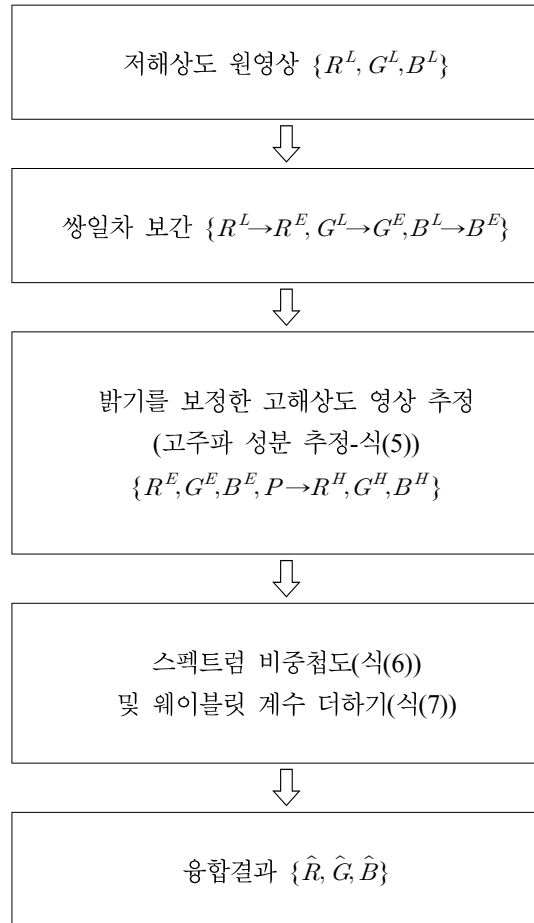 저해상도 원영상 {R^L, G^L,B^L}
쌍일차 보간 {R^L→R^E, G^L→G^E,B^L→B^E}
밝기를 보정한 고해상도 영상 추정
(고주파 성분 추정-식(5))
{R^E,G^E,B^E,P→R^H,G^H,B^H}
스펙트럼 비중첩도(식(6))
및 웨이블릿 계수 더하기(식(7))
융합결과 {R̂, Ĝ,B̂}